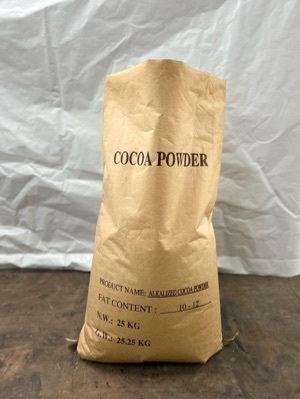 COCOA POWDER
PRODUCT NAME: ALKALIZED COCOA POWDER
FAT CONTENT : 10 - 12
N.W.: 25 KG
25.25 KG